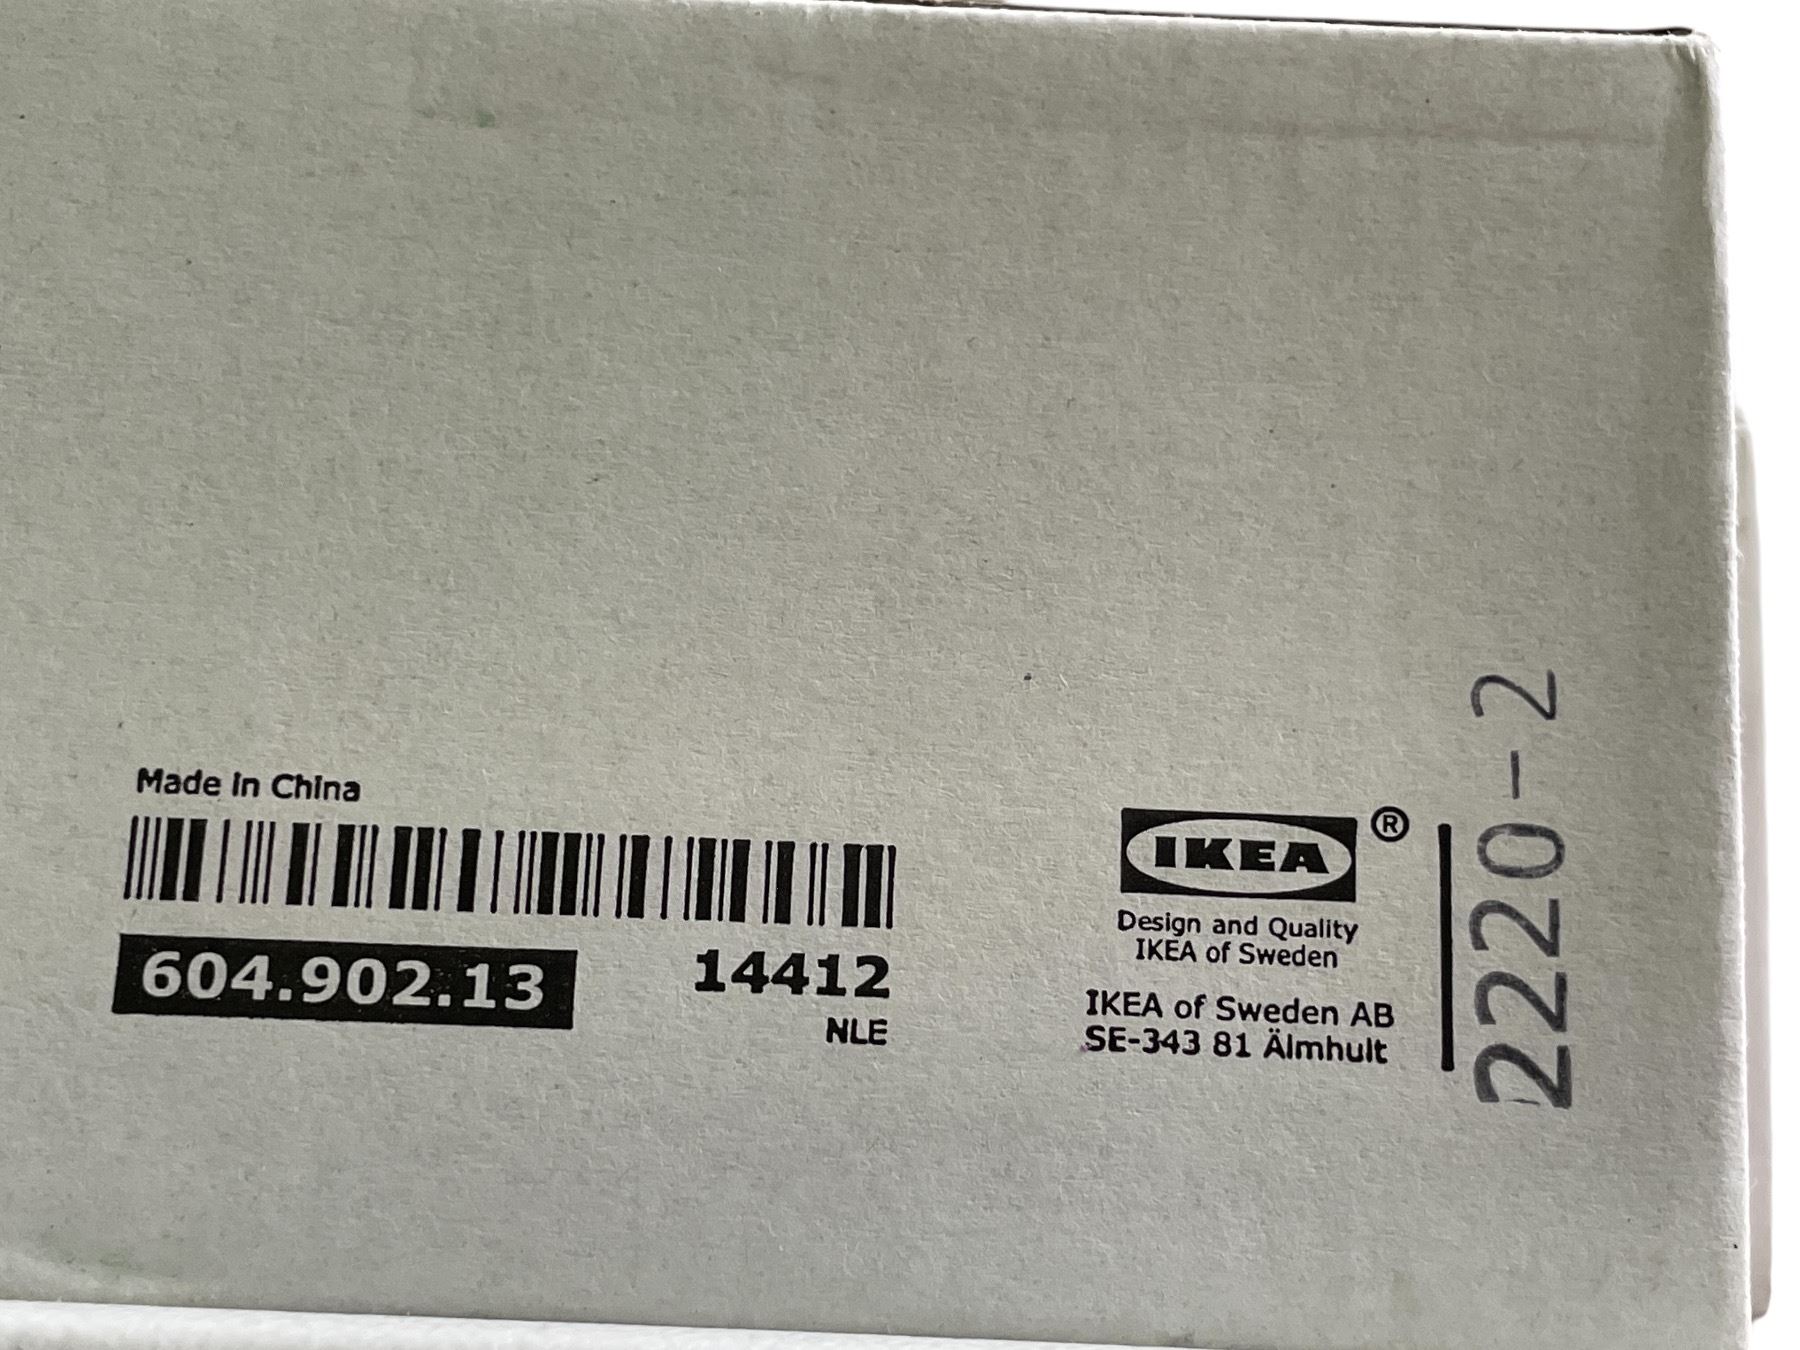 Made in China
604.902.13
14412
NLE
IKEA®
Design and Quality
IKEA of Sweden
IKEA of Sweden AB
SE-343 81 Älmhult
2220-2